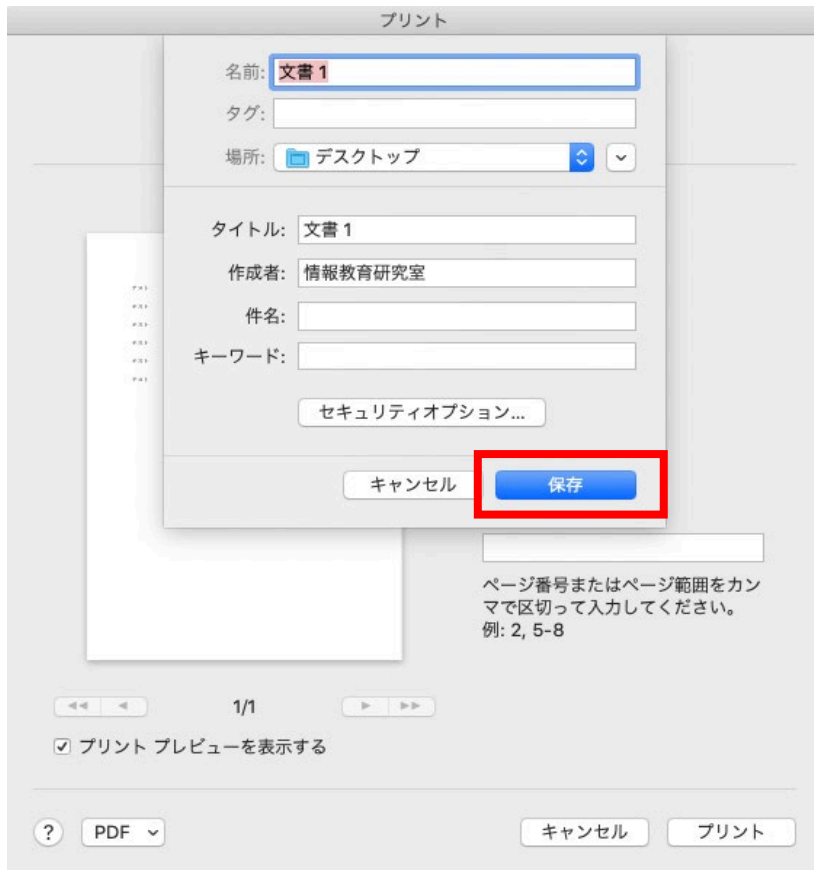 プリント
名前: 文書 1
タグ:
場所: デスクトップ
タイトル: 文書 1
作成者: 情報教育研究室
件名:
キーワード:
セキュリティオプション...
キャンセル 保存
ページ番号またはページ範囲をカン
マで区切って入力してください。
例: 2, 5-8
1/1
プリント プレビューを表示する
? PDF キャンセル プリント